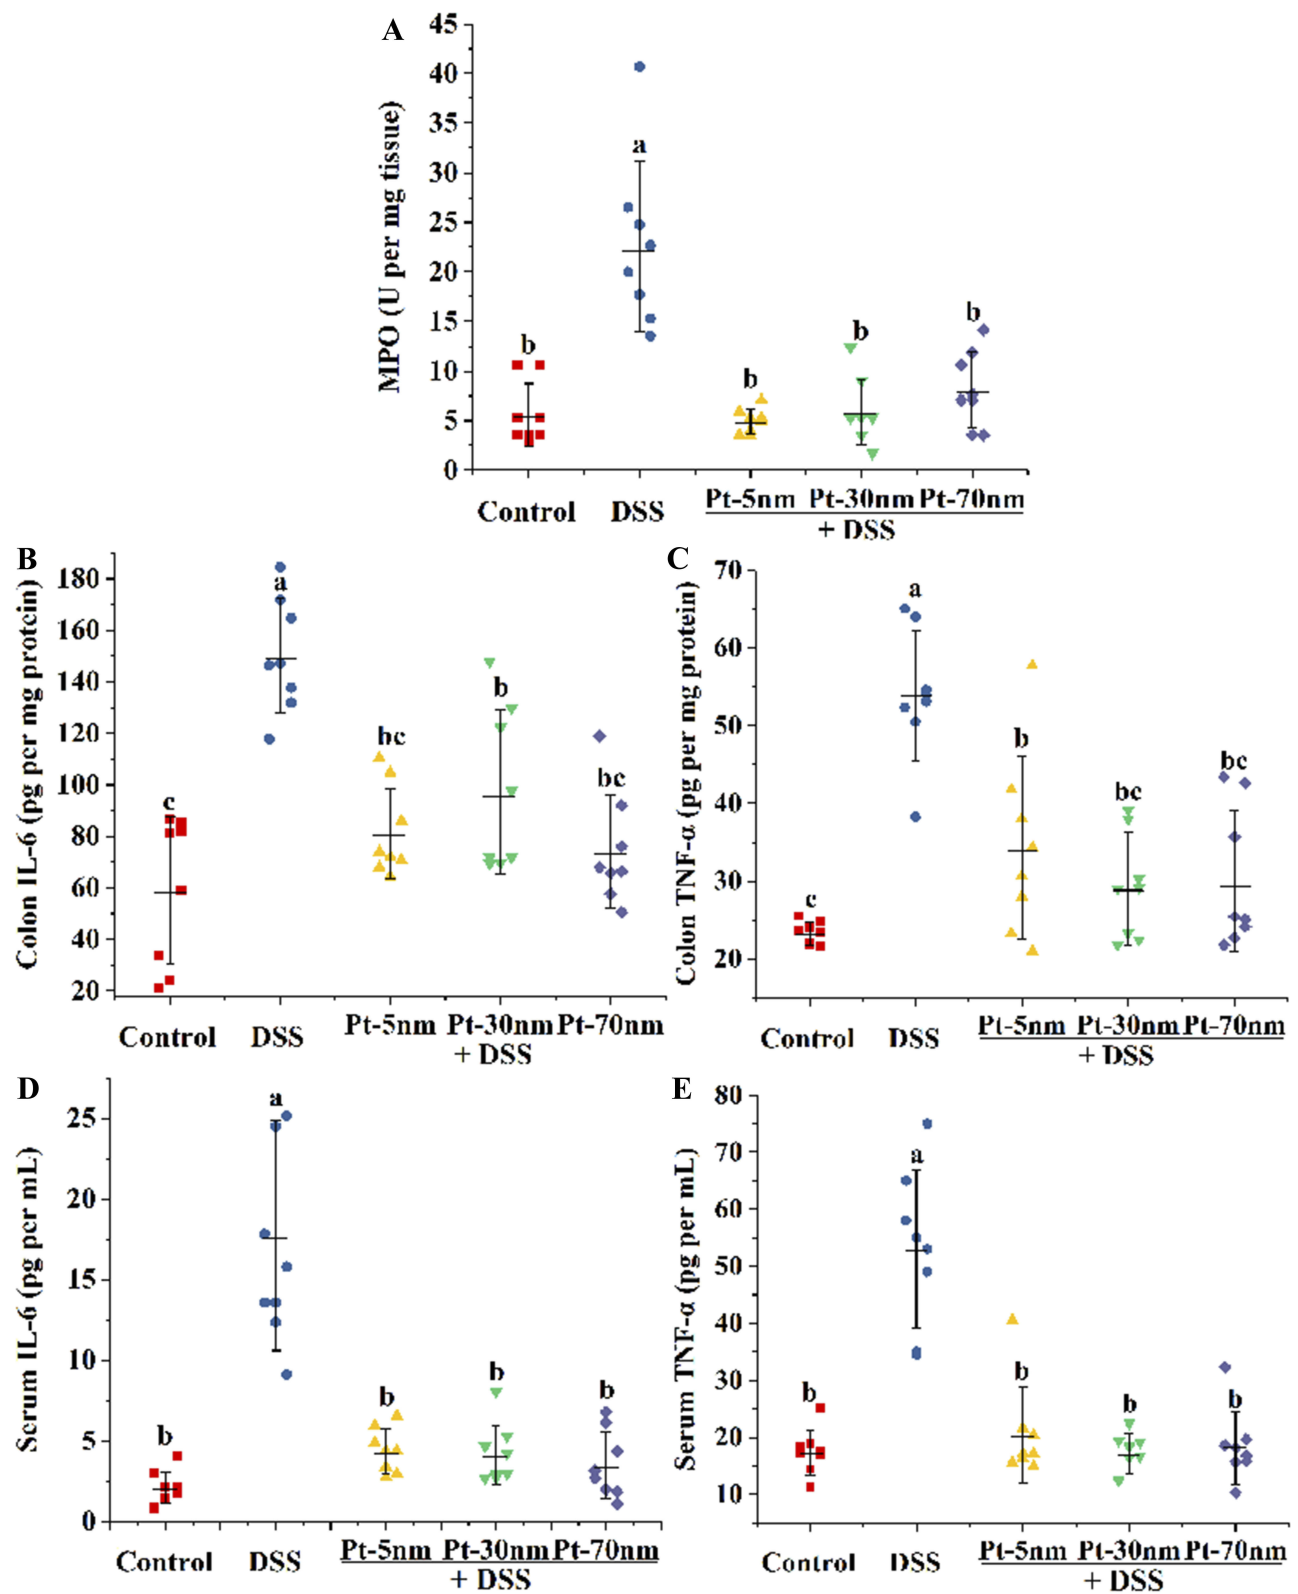 A
MPO (U per mg tissue)
45
40
35
30
25
20
15
10
5
0
a
b
b
b
b
Control
DSS
Pt-5nm
Pt-30nm
Pt-70nm
+ DSS
B
Colon IL-6 (pg per mg protein)
180
160
140
120
100
80
60
40
20
a
b
bc
bc
c
Control
DSS
Pt-5nm
Pt-30nm
Pt-70nm
+ DSS
C
Colon TNF-α (pg per mg protein)
70
60
50
40
30
20
a
b
bc
bc
c
Control
DSS
Pt-5nm
Pt-30nm
Pt-70nm
+ DSS
D
Serum IL-6 (pg per mL)
25
20
15
10
5
0
a
b
b
b
b
Control
DSS
Pt-5nm
Pt-30nm
Pt-70nm
+ DSS
E
Serum TNF-α (pg per mL)
80
70
60
50
40
30
20
10
a
b
b
b
b
Control
DSS
Pt-5nm
Pt-30nm
Pt-70nm
+ DSS